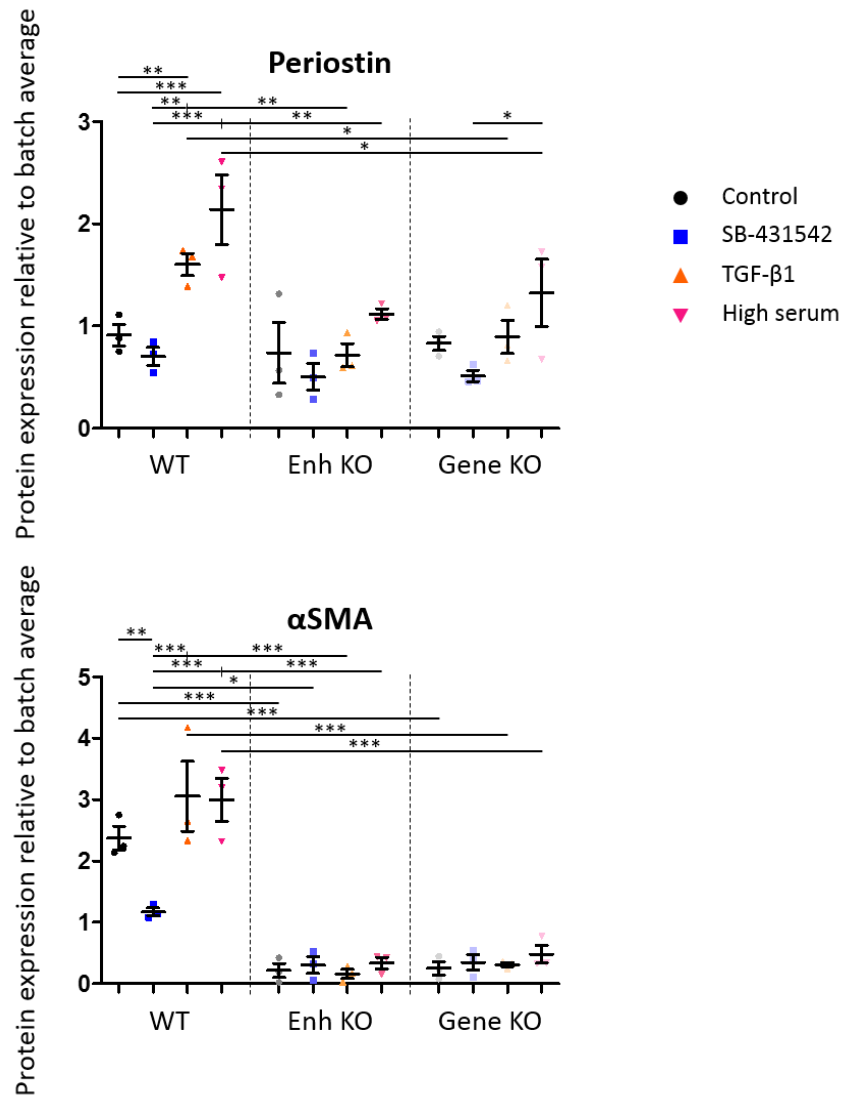 Periostin
Protein expression relative to batch average
**
***
**
**
***
**
*
*
*
3
2
1
0
WT
Enh KO
Gene KO
Control
SB-431542
TGF-β1
High serum
αSMA
Protein expression relative to batch average
**
***
***
***
***
*
***
***
***
***
5
4
3
2
1
0
WT
Enh KO
Gene KO